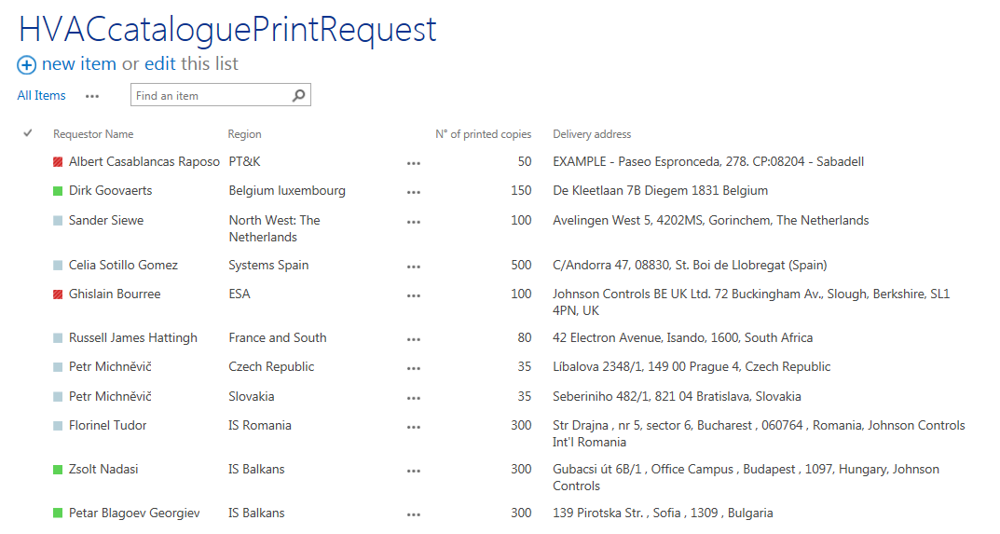 HVACcataloguePrintRequest
new item or edit this list
All Items ••• Find an item
Requestor Name Region N° of printed copies Delivery address
Albert Casablancas Raposo PT&K ••• 50 EXAMPLE - Paseo Espronceda, 278. CP:08204 - Sabadell
Dirk Goovaerts Belgium luxembourg ••• 150 De Kleetlaan 7B Diegem 1831 Belgium
Sander Siewe North West: The ••• 100 Avelingen West 5, 4202MS, Gorinchem, The Netherlands
Netherlands
Celia Sotillo Gomez Systems Spain ••• 500 C/Andorra 47, 08830, St. Boi de Llobregat (Spain)
Ghislain Bourree ESA ••• 100 Johnson Controls BE UK Ltd. 72 Buckingham Av., Slough, Berkshire, SL1
4PN, UK
Russell James Hattingh France and South ••• 80 42 Electron Avenue, Isando, 1600, South Africa
Petr Michněvič Czech Republic ••• 35 Líbalova 2348/1, 149 00 Prague 4, Czech Republic
Petr Michněvič Slovakia ••• 35 Seberiniho 482/1, 821 04 Bratislava, Slovakia
Florinel Tudor IS Romania ••• 300 Str Drajna , nr 5, sector 6, Bucharest , 060764 , Romania, Johnson Controls
Int'l Romania
Zsolt Nadasi IS Balkans ••• 300 Gubacsi út 6B/1 , Office Campus , Budapest , 1097, Hungary, Johnson
Controls
Petar Blagoev Georgiev IS Balkans ••• 300 139 Pirotska Str. , Sofia , 1309 , Bulgaria